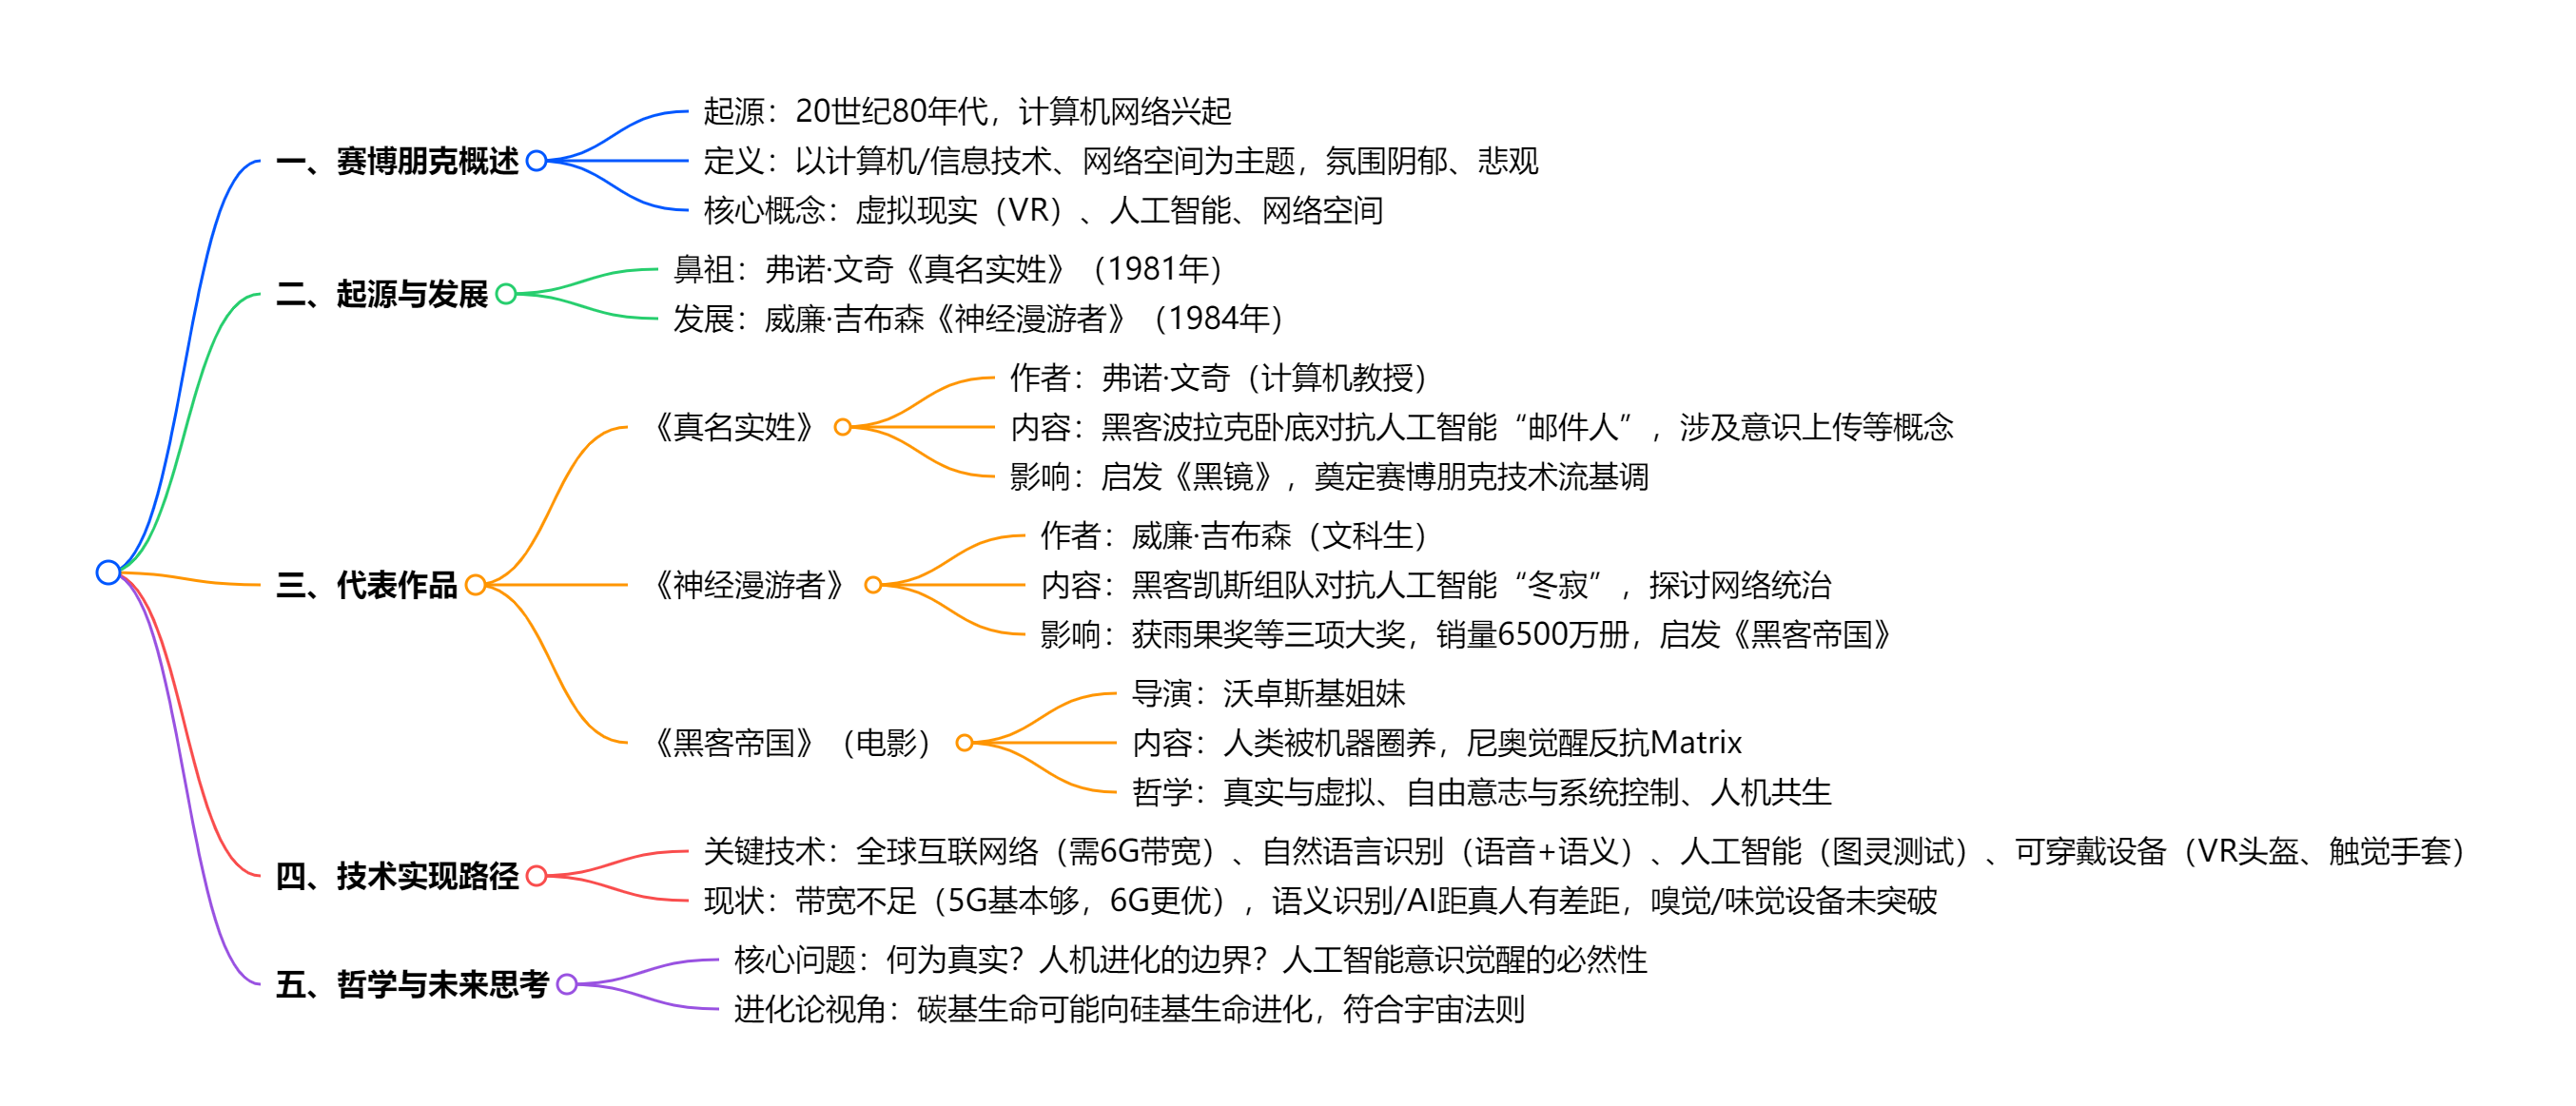 一、赛博朋克概述
起源：20世纪80年代，计算机网络兴起
定义：以计算机/信息技术、网络空间为主题，氛围阴郁、悲观
核心概念：虚拟现实（VR）、人工智能、网络空间
二、起源与发展
鼻祖：弗诺·文奇《真名实姓》（1981年）
发展：威廉·吉布森《神经漫游者》（1984年）
三、代表作品
《真名实姓》
作者：弗诺·文奇（计算机教授）
内容：黑客波拉克卧底对抗人工智能“邮件人”，涉及意识上传等概念
影响：启发《黑镜》，奠定赛博朋克技术流基调
《神经漫游者》
作者：威廉·吉布森（文科生）
内容：黑客凯斯组队对抗人工智能“冬寂”，探讨网络统治
影响：获雨果奖等三项大奖，销量6500万册，启发《黑客帝国》
《黑客帝国》（电影）
导演：沃卓斯基姐妹
内容：人类被机器圈养，尼奥觉醒反抗Matrix
哲学：真实与虚拟、自由意志与系统控制、人机共生
四、技术实现路径
关键技术：全球互联网络（需6G带宽）、自然语言识别（语音+语义）、人工智能（图灵测试）、可穿戴设备（VR头盔、触觉手套）
现状：带宽不足（5G基本够，6G更优），语义识别/AI距真人有差距，嗅觉/味觉设备未突破
五、哲学与未来思考
核心问题：何为真实？人机进化的边界？人工智能意识觉醒的必然性
进化论视角：碳基生命可能向硅基生命进化，符合宇宙法则